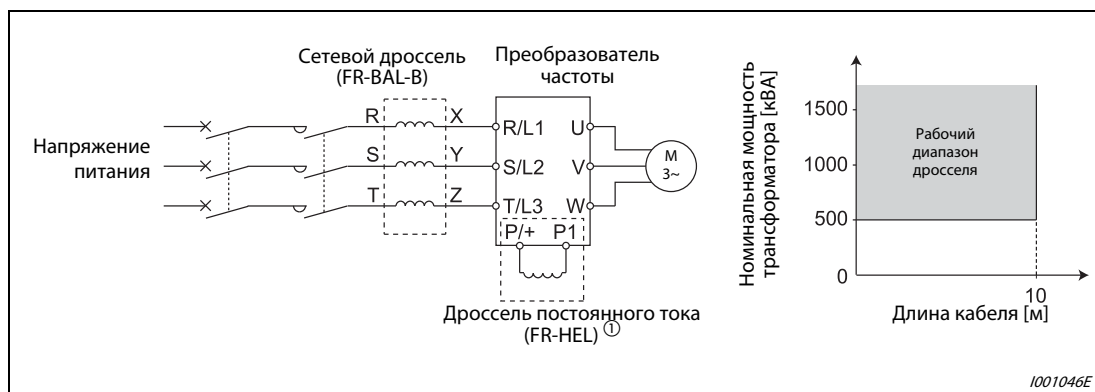 Сетевой дроссель
(FR-BAL-B)
Преобразователь
частоты
Напряжение
питания
R X R/L1 U
S Y S/L2 V
T Z T/L3 W
M
3~
P/+ P1
Дроссель постоянного тока
(FR-HEL) ①
Номинальная мощность
трансформатора [кВА]
1500
1000
500
0
Рабочий
диапазон
дросселя
10
Длина кабеля [м]
I001046E